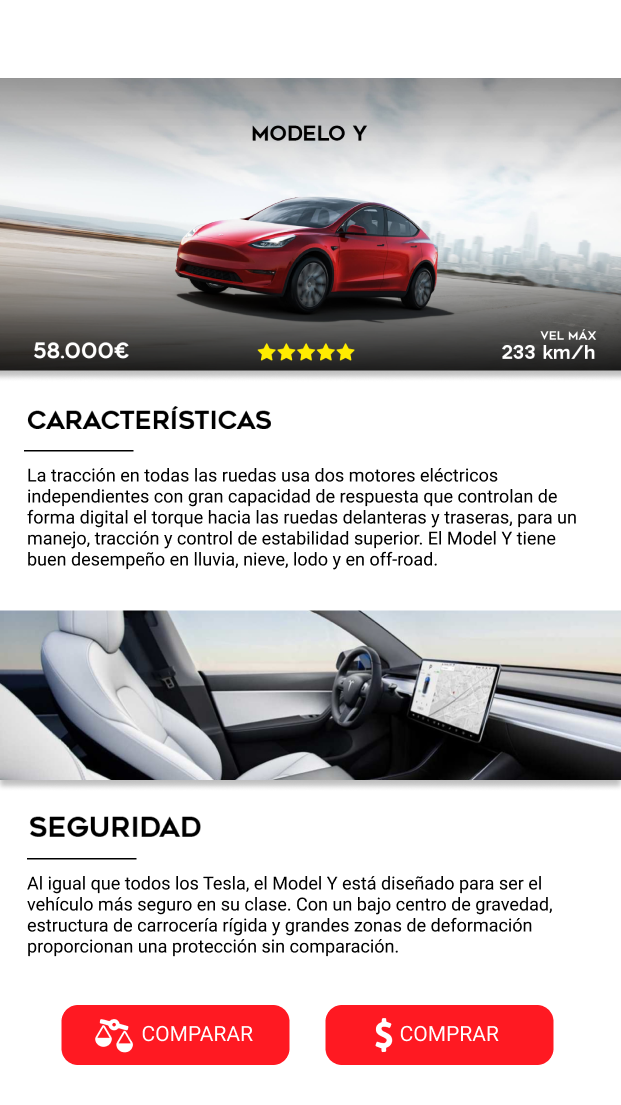 MODELO Y
58.000€
VEL MÁX
233 km/h
CARACTERÍSTICAS
La tracción en todas las ruedas usa dos motores eléctricos
independientes con gran capacidad de respuesta que controlan de
forma digital el torque hacia las ruedas delanteras y traseras, para un
manejo, tracción y control de estabilidad superior. El Model Y tiene
buen desempeño en lluvia, nieve, lodo y en off-road.
SEGURIDAD
Al igual que todos los Tesla, el Model Y está diseñado para ser el
vehículo más seguro en su clase. Con un bajo centro de gravedad,
estructura de carrocería rígida y grandes zonas de deformación
proporcionan una protección sin comparación.
COMPARAR
$ COMPRAR